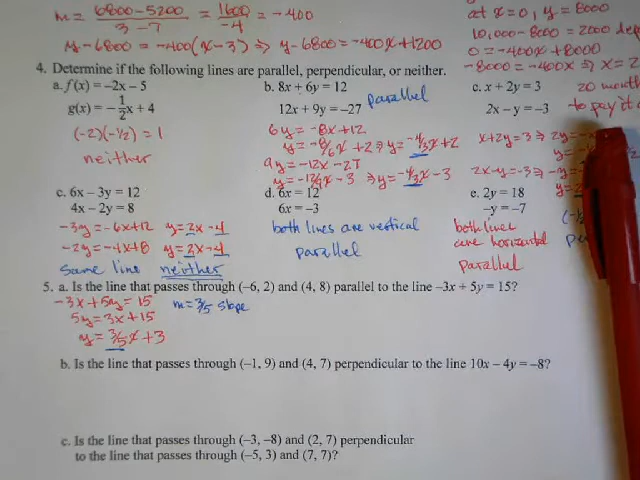 m = 6800-5200 / 3-7 = 1600 / -4 = -400
y-6800 = -400(x-3) ⇒ y-6800 = -400x+1200
at x=0, y=8000
10,000-8000 = 2000
0 = -400x+8000
-8000 = -400x ⇒ x = 2
20
to pay it
4. Determine if the following lines are parallel, perpendicular, or neither.
a. f(x) = –2x – 5
g(x) = –1/2x + 4
(-2)(-1/2) = 1
neither
b. 8x + 6y = 12
12x + 9y = –27
parallel
6y = -8x+12
y = -8/6x+2 ⇒ y = -4/3x+2
9y = -12x-27
y = -12/9x-3 ⇒ y = -4/3x-3
c. x + 2y = 3
2x – y = –3
x+2y=3 ⇒ 2y=
2x-y=-3 ⇒ -y=
c. 6x – 3y = 12
4x – 2y = 8
-3y = -6x+12 y = 2x-4
-2y = -4x+8 y = 2x-4
same line neither
d. 6x = 12
6x = –3
both lines are vertical
parallel
e. 2y = 18
–y = –7
both lines
are horizontal
parallel
5. a. Is the line that passes through (–6, 2) and (4, 8) parallel to the line –3x + 5y = 15?
-3x+5y = 15 m = 3/5 slope
5y = 3x+15
y = 3/5x+3
b. Is the line that passes through (–1, 9) and (4, 7) perpendicular to the line 10x – 4y = –8?
c. Is the line that passes through (–3, –8) and (2, 7) perpendicular
to the line that passes through (–5, 3) and (7, 7)?